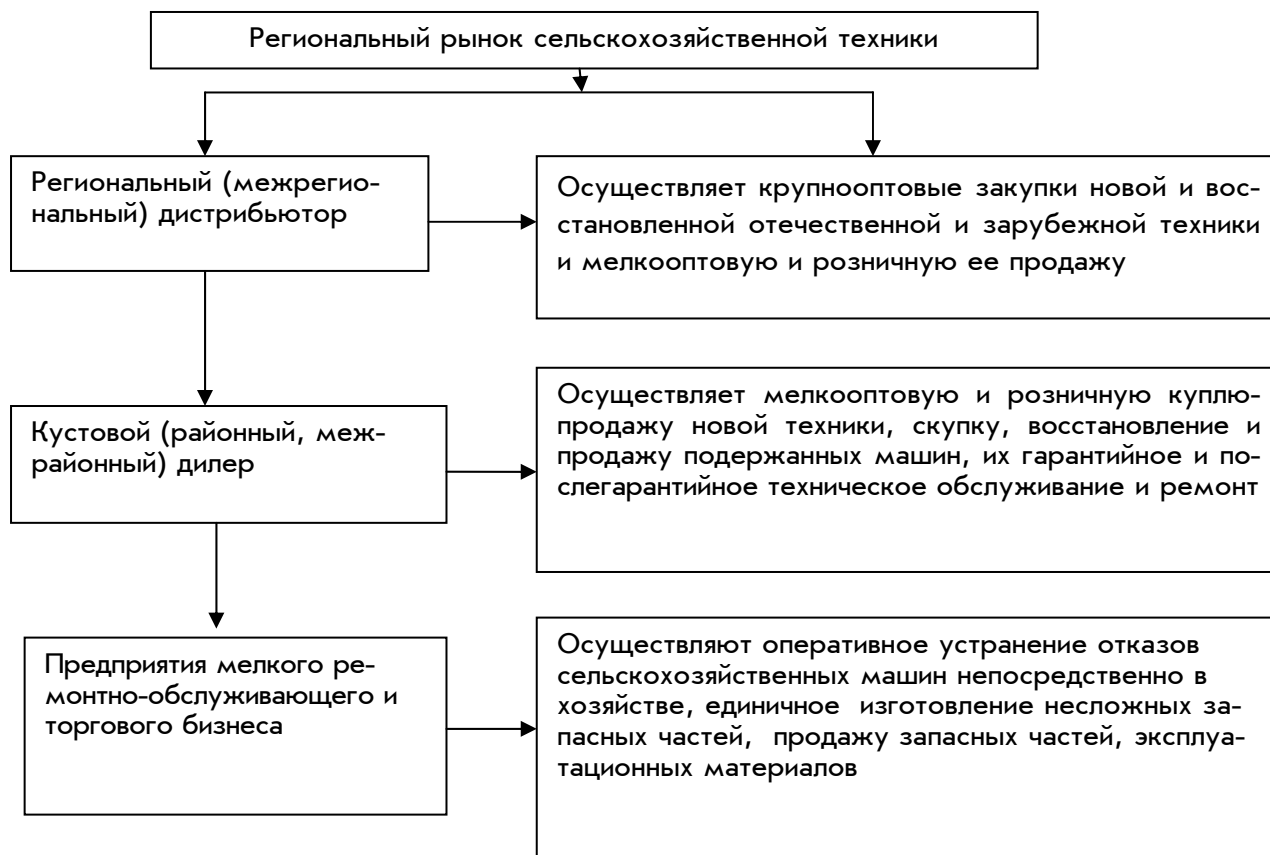 Региональный рынок сельскохозяйственной техники
Региональный (межрегио-
нальный) дистрибьютор
Осуществляет крупнооптовые закупки новой и вос-
становленной отечественной и зарубежной техники
и мелкооптовую и розничную ее продажу
Кустовой (районный, меж-
районный) дилер
Осуществляет мелкооптовую и розничную куплю-
продажу новой техники, скупку, восстановление и
продажу подержанных машин, их гарантийное и по-
слегарантийное техническое обслуживание и ремонт
Предприятия мелкого ре-
монтно-обслуживающего и
торгового бизнеса
Осуществляют оперативное устранение отказов
сельскохозяйственных машин непосредственно в
хозяйстве, единичное изготовление несложных за-
пасных частей, продажу запасных частей, эксплуа-
тационных материалов